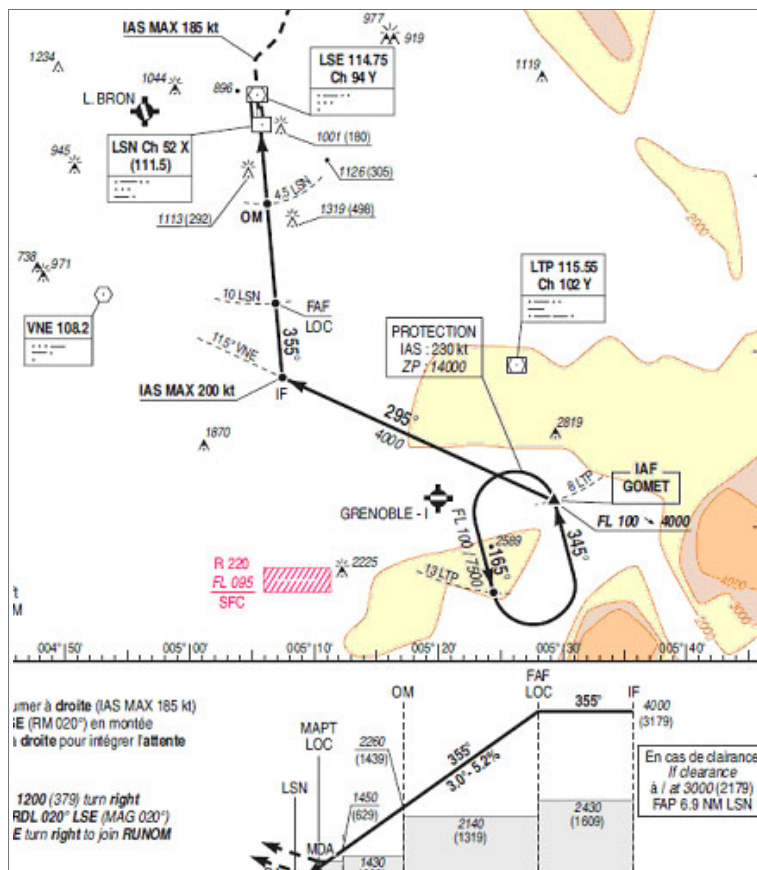 IAS MAX 185 kt
977
919
1234
LSE 114.75
Ch 94 Y
1044
896
1119
L. BRON
LSN Ch 52 X
(111.5)
1001 (180)
945
1126 (305)
4.5 LSN
OM
1113 (292)
1319 (498)
2000
738
971
LTP 115.55
Ch 102 Y
10 LSN
FAF
LOC
VNE 108.2
PROTECTION
IAS : 230 kt
ZP : 14000
355°
115° VNE
IAS MAX 200 kt
IF
295°
4000
1870
2819
8 LTP
IAF
GOMET
GRENOBLE - I
FL 100 ↘ 4000
FL 100 / 7500
165°
345°
2589
R 220
FL 095
SFC
2225
13 LTP
4000
3000
2000
2000
M
004° 50'
005° 00'
005° 10'
005° 20'
005° 30'
005° 40'
umer à droite (IAS MAX 185 kt)
SE (RM 020°) en montée
à droite pour intégrer l'attente
1200 (379) turn right
RDL 020° LSE (MAG 020°)
E turn right to join RUNOM
OM
FAF
LOC
IF
355°
4000
(3179)
MAPT
LOC
2260
(1439)
355°
3.0° - 5.2%
En cas de clairance
If clearance
à / at 3000 (2179)
FAP 6.9 NM LSN
LSN
1450
(629)
2430
(1609)
2140
(1319)
MDA
1430